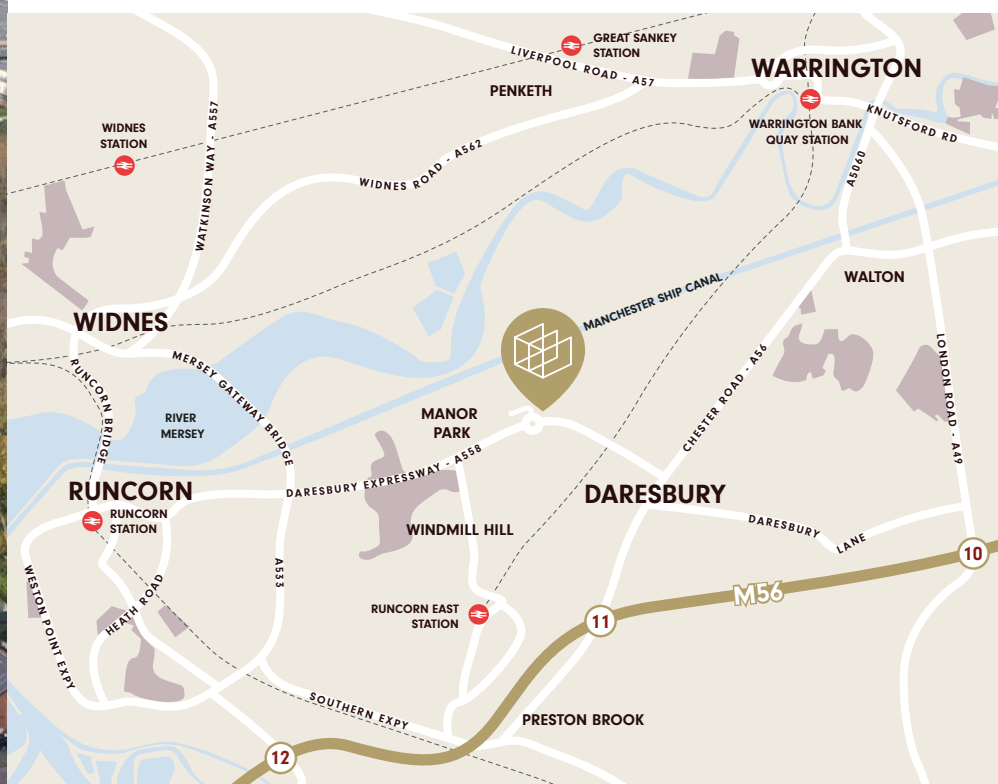 GREAT SANKEY
STATION
LIVERPOOL ROAD - A57
WARRINGTON
PENKETH
WARRINGTON BANK
QUAY STATION
KNUTSFORD RD
WIDNES
STATION
WATKINSON WAY - A557
WIDNES ROAD - A562
A5060
WALTON
MANCHESTER SHIP CANAL
WIDNES
RUNCORN BRIDGE
MERSEY GATEWAY BRIDGE
RIVER
MERSEY
CHESTER ROAD - A56
LONDON ROAD - A49
MANOR
PARK
DARESBURY EXPRESSWAY - A558
RUNCORN
RUNCORN
STATION
DARESBURY
WINDMILL HILL
DARESBURY LANE
10
M56
A533
WESTON POINT EXPY
HEATH ROAD
RUNCORN EAST
STATION
11
SOUTHERN EXPY
PRESTON BROOK
12